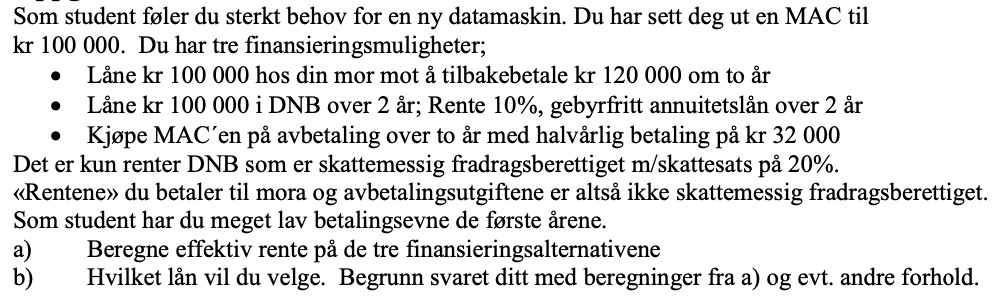 Som student føler du sterkt behov for en ny datamaskin. Du har sett deg ut en MAC til
kr 100 000. Du har tre finansieringsmuligheter;
• Låne kr 100 000 hos din mor mot å tilbakebetale kr 120 000 om to år
• Låne kr 100 000 i DNB over 2 år; Rente 10%, gebyrfritt annuitetslån over 2 år
• Kjøpe MAC´en på avbetaling over to år med halvårlig betaling på kr 32 000
Det er kun renter DNB som er skattemessig fradragsberettiget m/skattesats på 20%.
«Rentene» du betaler til mora og avbetalingsutgiftene er altså ikke skattemessig fradragsberettiget.
Som student har du meget lav betalingsevne de første årene.
a) Beregne effektiv rente på de tre finansieringsalternativene
b) Hvilket lån vil du velge. Begrunn svaret ditt med beregninger fra a) og evt. andre forhold.